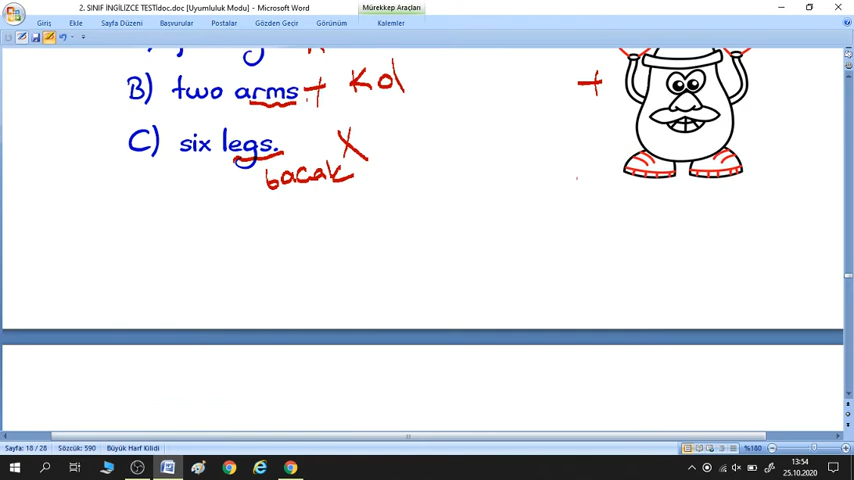 2. SINIF İNGİLİZCE TESTİdoc.doc [Uyumluluk Modu] - Microsoft Word
Mürekkep Araçları
Giriş Ekle Sayfa Düzeni Başvurular Postalar Gözden Geçir Görünüm Kalemler
B) two arms + Kol
+
C) six legs. X
bacak
Sayfa: 18 / 28 Sözcük: 590 Büyük Harf Kilidi %180
13:54
25.10.2020